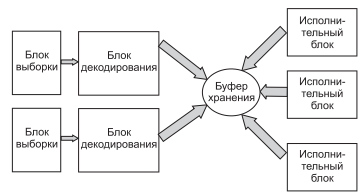 Блок
выборки
Блок
декодирования
Блок
выборки
Блок
декодирования
Буфер
хранения
Исполни-
тельный
блок
Исполни-
тельный
блок
Исполни-
тельный
блок